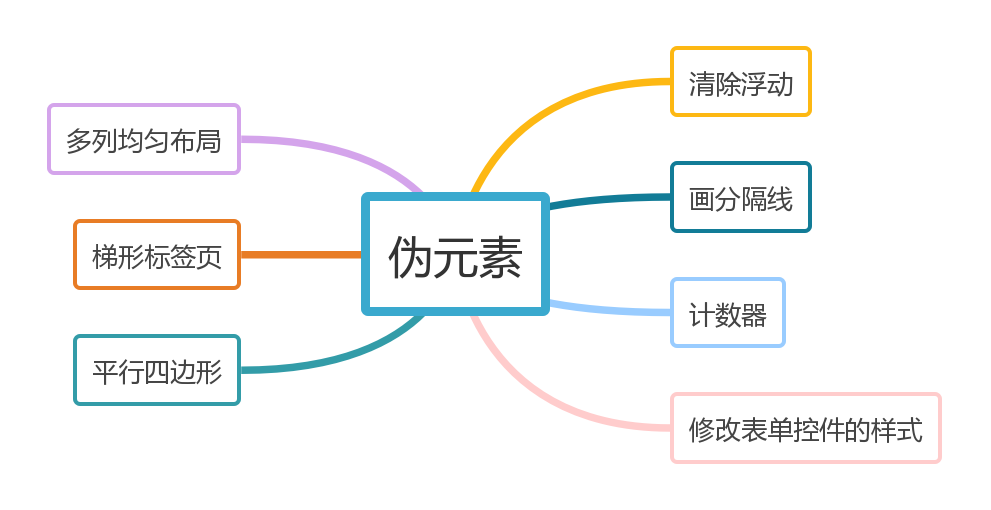 伪元素
清除浮动
画分隔线
计数器
修改表单控件的样式
多列均匀布局
梯形标签页
平行四边形